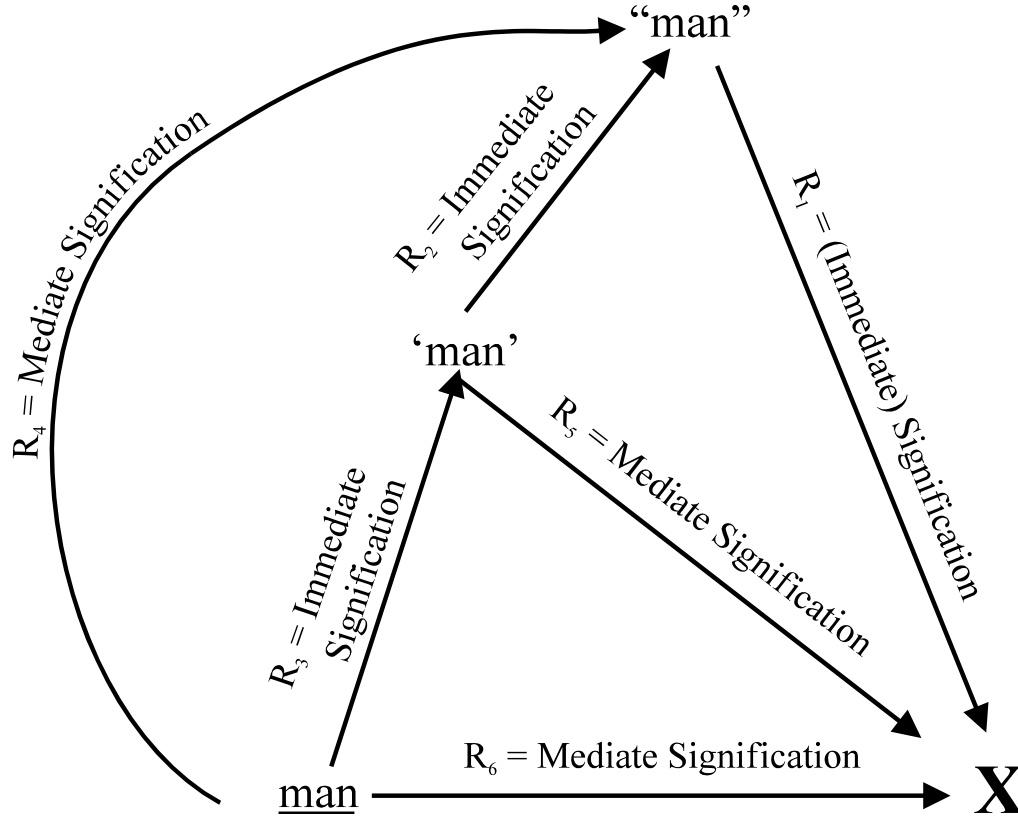 “man”
R₂ = Immediate
Signification
R₁ = (Immediate) Signification
R₄ = Mediate Signification
‘man’
R₅ = Mediate Signification
R₃ = Immediate
Signification
R₆ = Mediate Signification
man
X